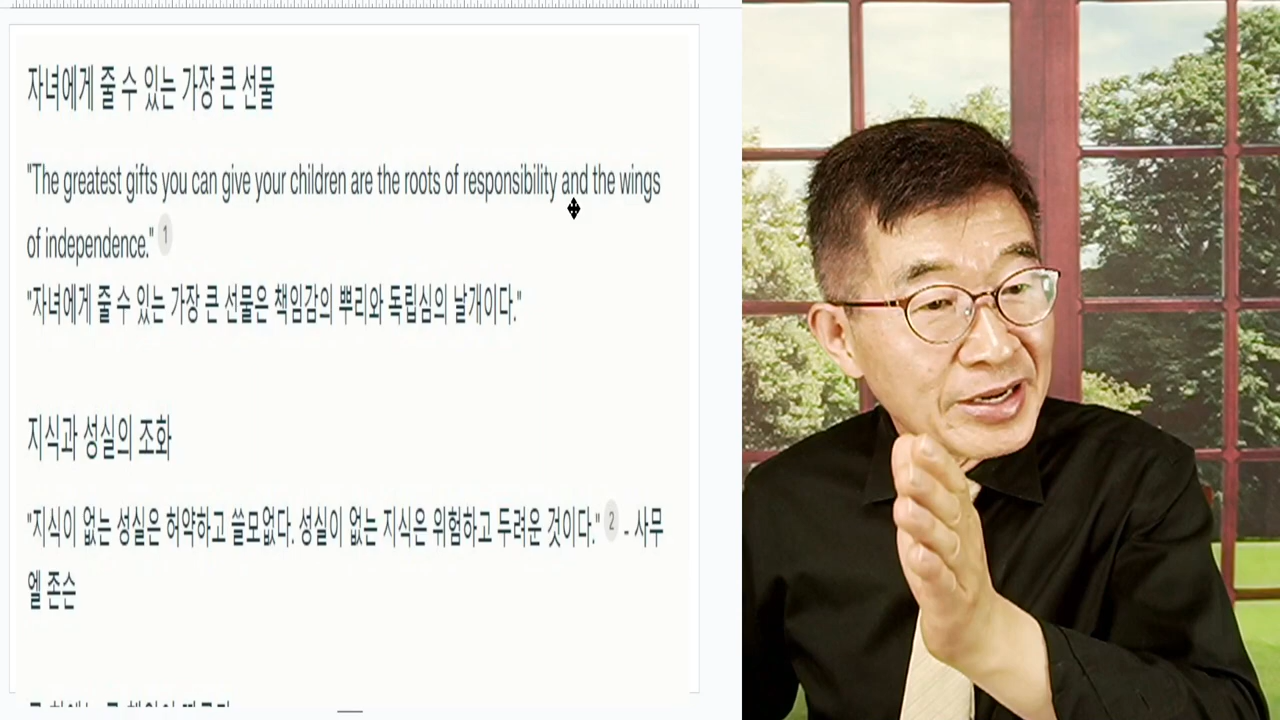 자녀에게 줄 수 있는 가장 큰 선물
"The greatest gifts you can give your children are the roots of responsibility and the wings
of independence." 1
"자녀에게 줄 수 있는 가장 큰 선물은 책임감의 뿌리와 독립심의 날개이다."
지식과 성실의 조화
"지식이 없는 성실은 허약하고 쓸모없다. 성실이 없는 지식은 위험하고 두려운 것이다." 2 - 사무
엘 존슨